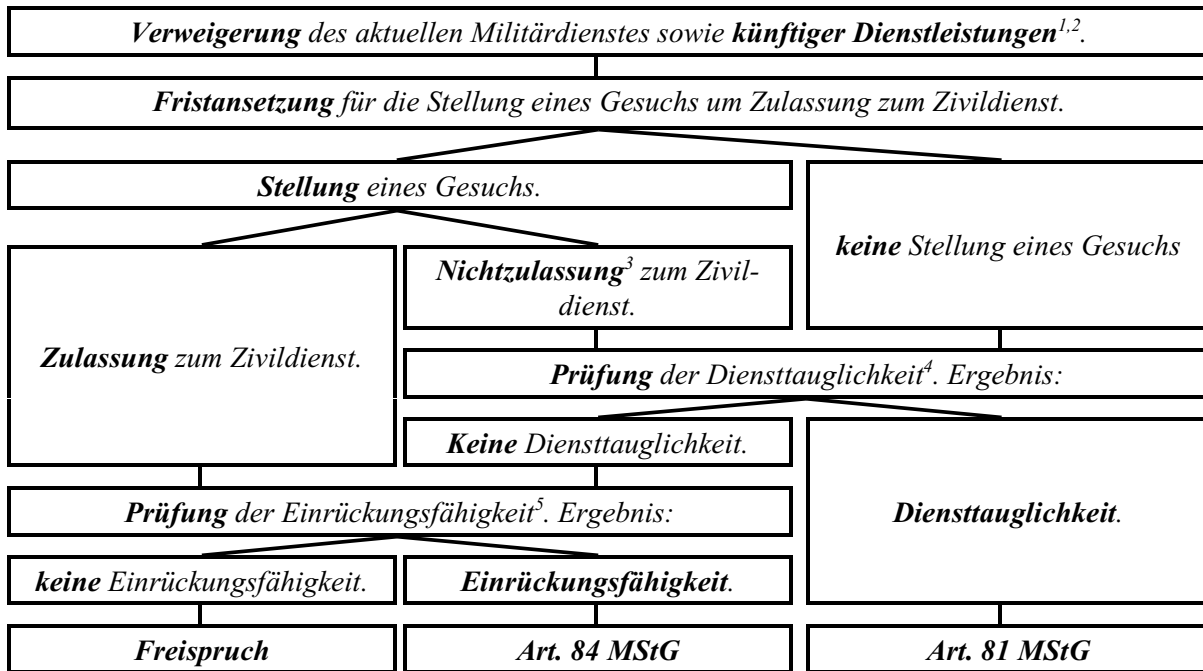 Verweigerung des aktuellen Militärdienstes sowie künftiger Dienstleistungen1,2.
Fristansetzung für die Stellung eines Gesuchs um Zulassung zum Zivildienst.
Stellung eines Gesuchs.
keine Stellung eines Gesuchs
Nichtzulassung3 zum Zivil-
dienst.
Zulassung zum Zivildienst.
Prüfung der Diensttauglichkeit4. Ergebnis:
Keine Diensttauglichkeit.
Diensttauglichkeit.
Prüfung der Einrückungsfähigkeit5. Ergebnis:
keine Einrückungsfähigkeit.
Einrückungsfähigkeit.
Freispruch
Art. 84 MStG
Art. 81 MStG